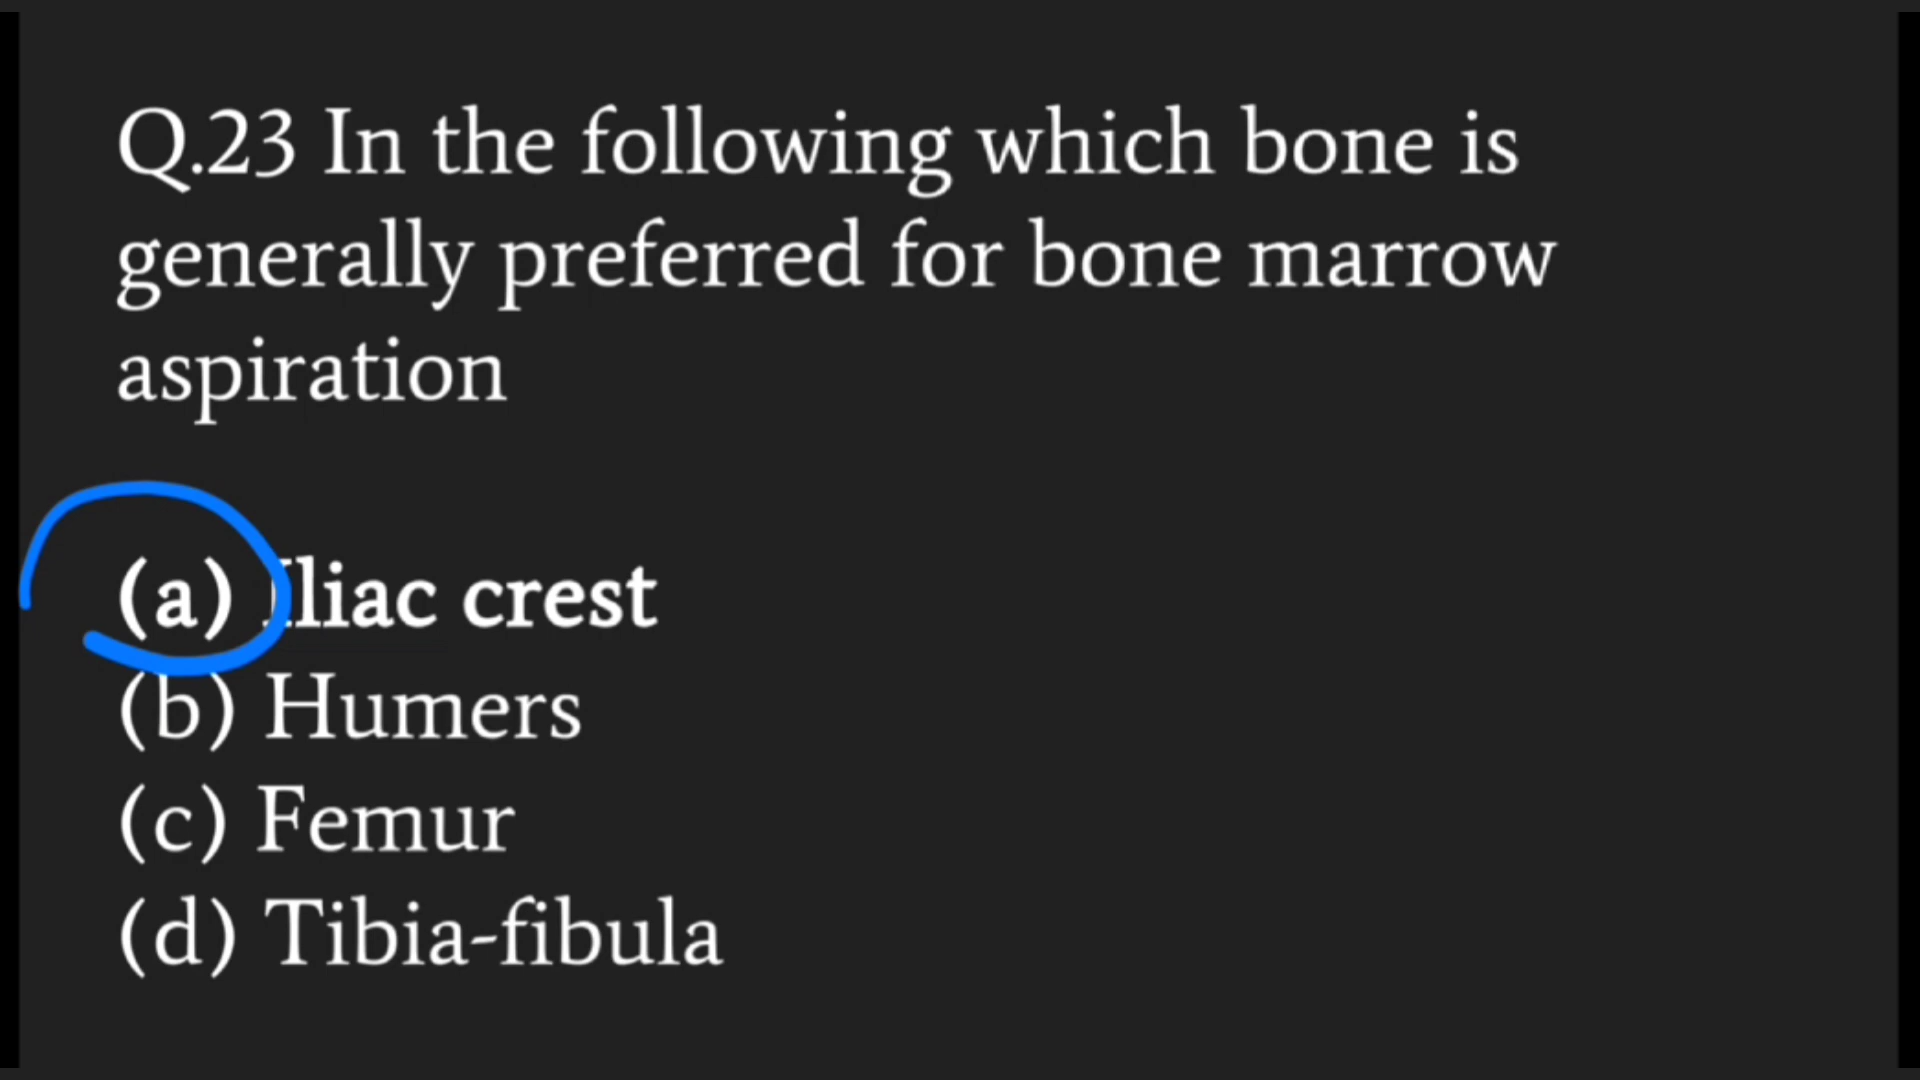 Q.23 In the following which bone is
generally preferred for bone marrow
aspiration
(a) Iliac crest
(b) Humers
(c) Femur
(d) Tibia-fibula